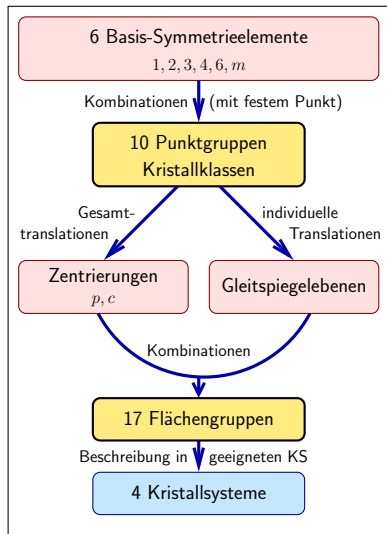 6 Basis-Symmetrieelemente
1, 2, 3, 4, 6, m
Kombinationen (mit festem Punkt)
10 Punktgruppen
Kristallklassen
Gesamt-
translationen
individuelle
Translationen
Zentrierungen
p, c
Gleitspiegelebenen
Kombinationen
17 Flächengruppen
Beschreibung in geeigneten KS
4 Kristallsysteme